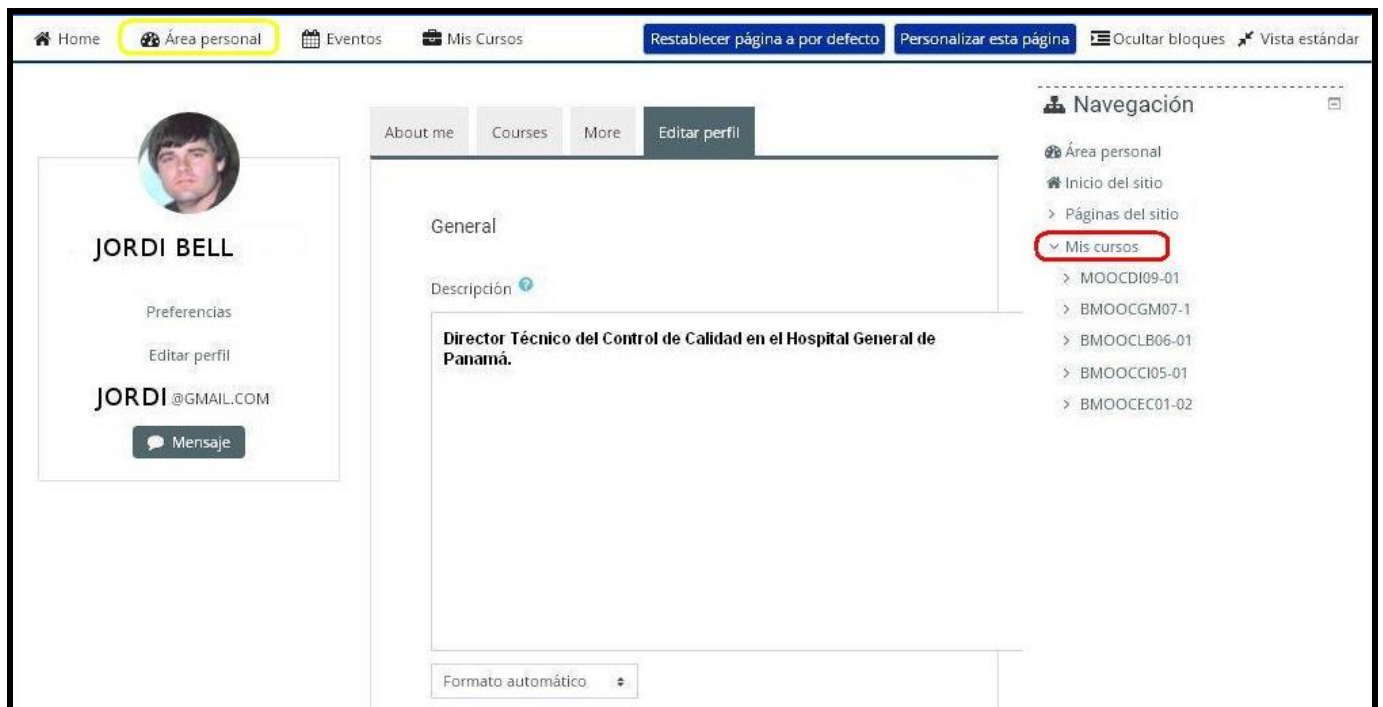 Home Área personal Eventos Mis Cursos Restablecer página a por defecto Personalizar esta página Ocultar bloques Vista estándar
JORDI BELL
Preferencias
Editar perfil
JORDI @GMAIL.COM
Mensaje
About me Courses More Editar perfil
General
Descripción
Director Técnico del Control de Calidad en el Hospital General de
Panamá.
Formato automático
Navegación
Área personal
Inicio del sitio
Páginas del sitio
Mis cursos
MOOCDI09-01
BMOOCGM07-1
BMOOCLB06-01
BMOOCCI05-01
BMOOCEC01-02